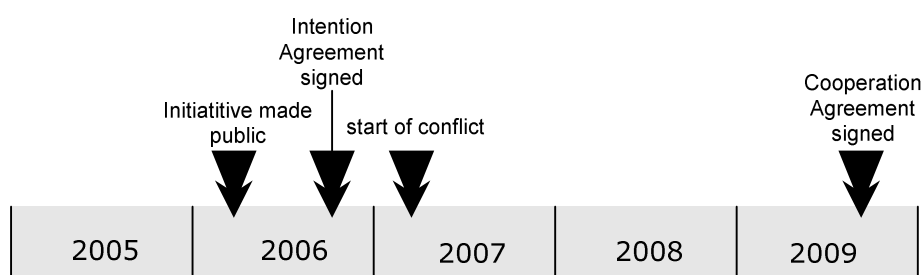 Intention
Agreement
signed
Initiatitive made
public
start of conflict
Cooperation
Agreement
signed
2005
2006
2007
2008
2009